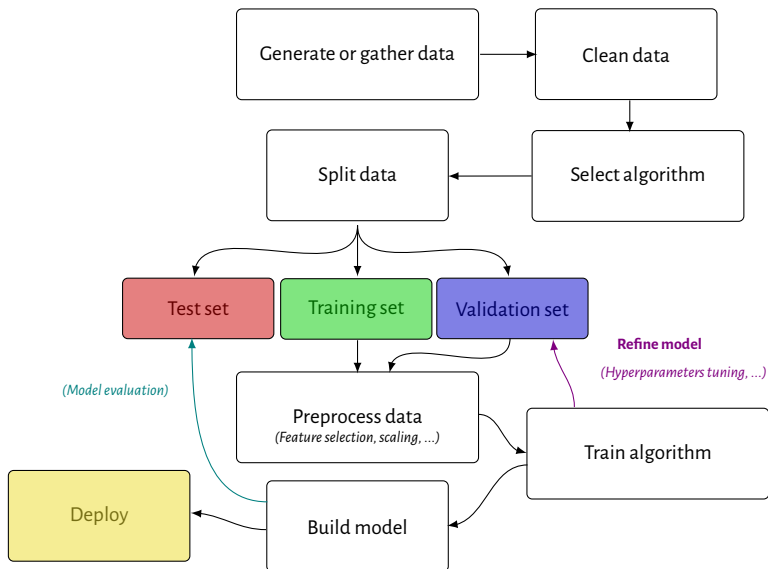 Generate or gather data
Clean data
Split data
Select algorithm
Test set
Training set
Validation set
Refine model
(Hyperparameters tuning, ...)
(Model evaluation)
Preprocess data
(Feature selection, scaling, ...)
Train algorithm
Deploy
Build model